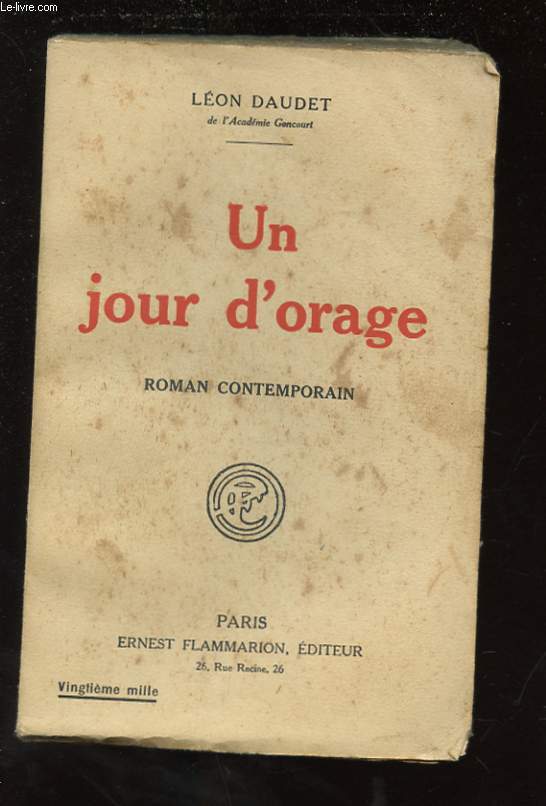 Le-livre.com
LÉON DAUDET
de l'Académie Goncourt
Un
jour d'orage
ROMAN CONTEMPORAIN
PARIS
ERNEST FLAMMARION, ÉDITEUR
26, Rue Racine, 26
Vingtième mille